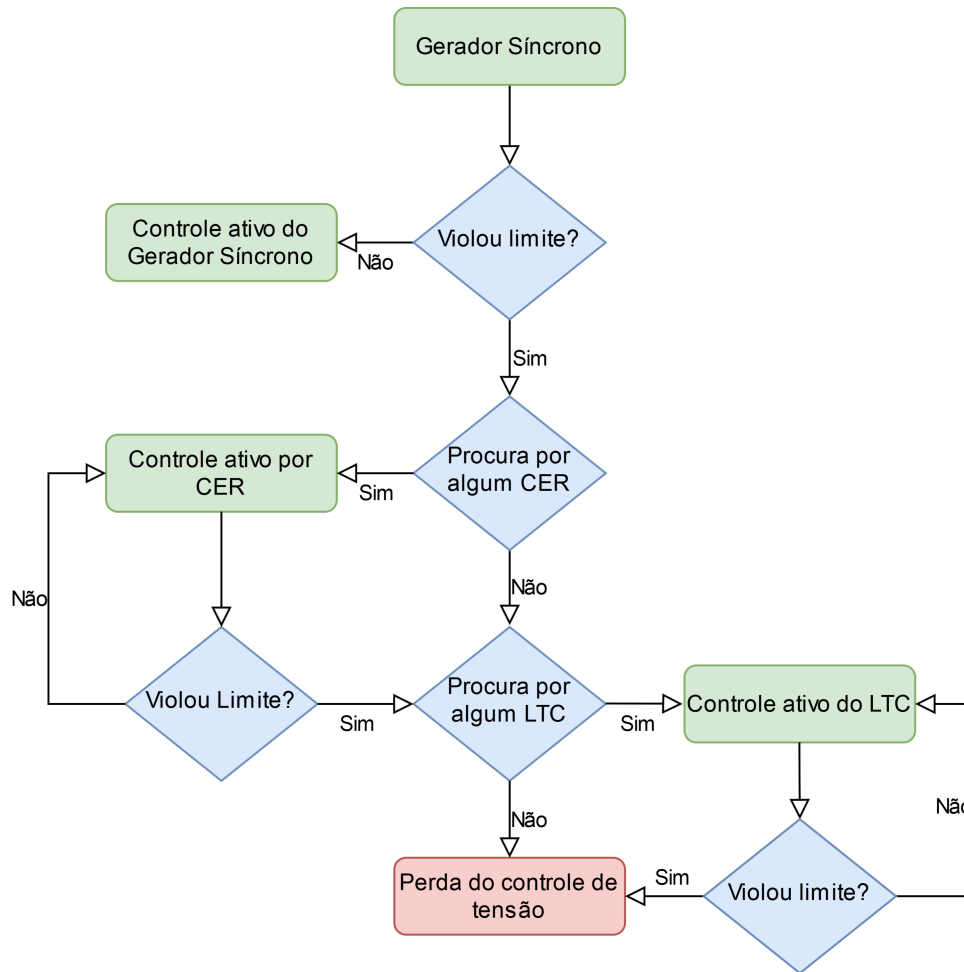 Gerador Síncrono
Violou limite?
Controle ativo do
Gerador Síncrono
Não
Sim
Procura por
algum CER
Controle ativo por
CER
Sim
Não
Não
Violou Limite?
Sim
Procura por
algum LTC
Sim
Controle ativo do LTC
Não
Não
Perda do controle de
tensão
Sim
Violou limite?